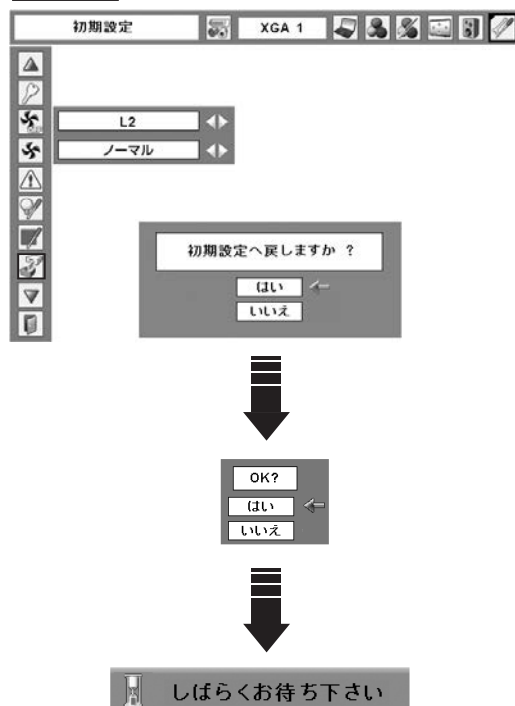 初期設定 XGA 1
L2
ノーマル
初期設定へ戻しますか ?
はい
いいえ
OK?
はい
いいえ
しばらくお待ち下さい